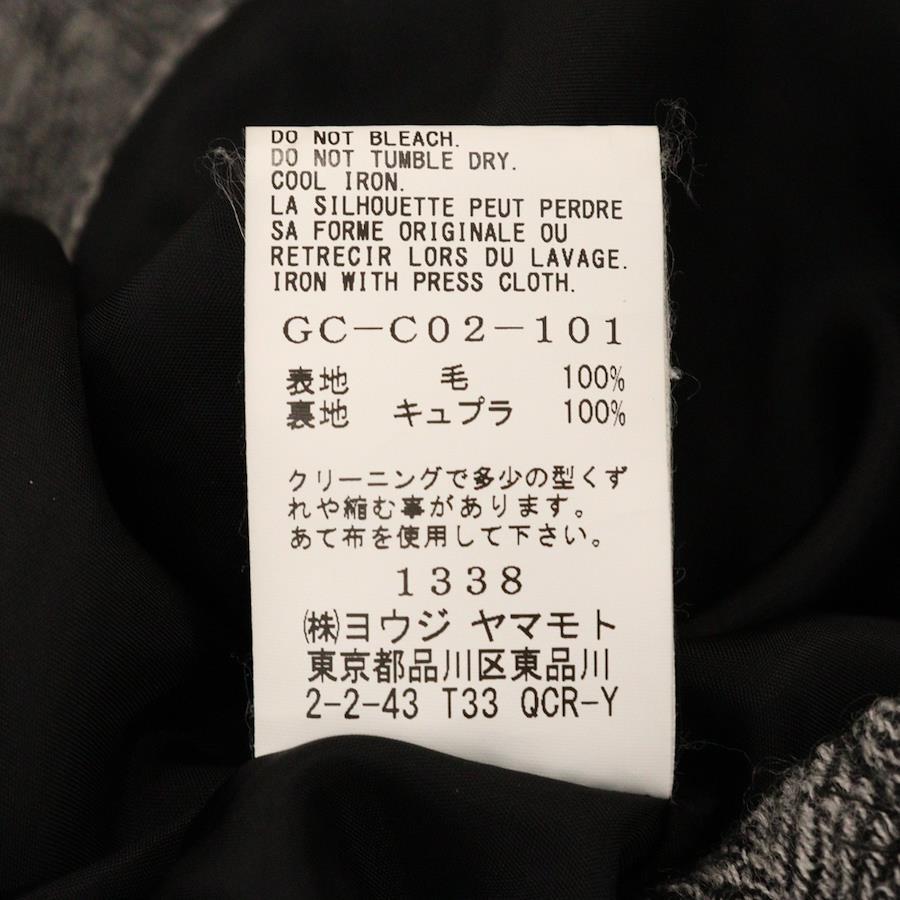 DO NOT BLEACH.
DO NOT TUMBLE DRY.
COOL IRON.
LA SILHOUETTE PEUT PERDRE
SA FORME ORIGINALE OU
RETRECIR LORS DU LAVAGE.
IRON WITH PRESS CLOTH.
GC-C02-101
表地 毛 100%
裏地 キュプラ 100%
クリーニングで多少の型くず
れや縮む事があります。
あて布を使用して下さい。
1338
㈱ヨウジ ヤマモト
東京都品川区東品川
2-2-43 T33 QCR-Y